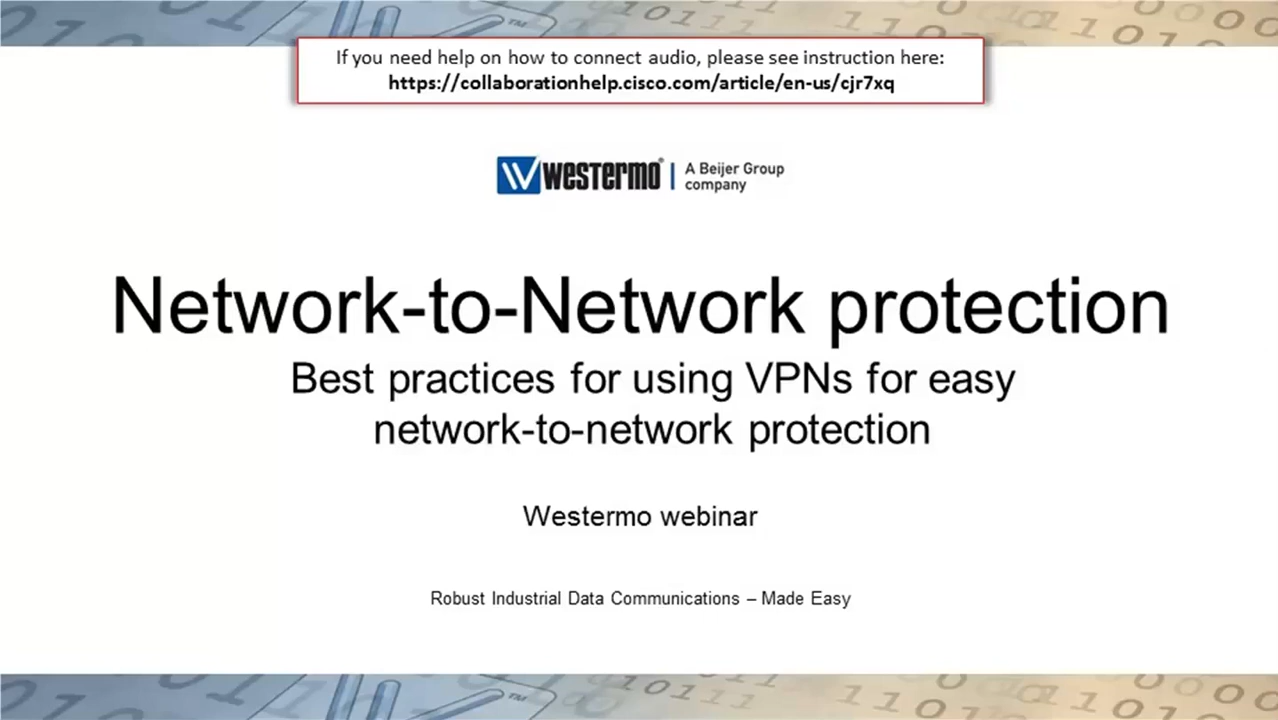 If you need help on how to connect audio, please see instruction here:
https://collaborationhelp.cisco.com/article/en-us/cjr7xq
westermo® | A Beijer Group
company
Network-to-Network protection
Best practices for using VPNs for easy
network-to-network protection
Westermo webinar
Robust Industrial Data Communications – Made Easy